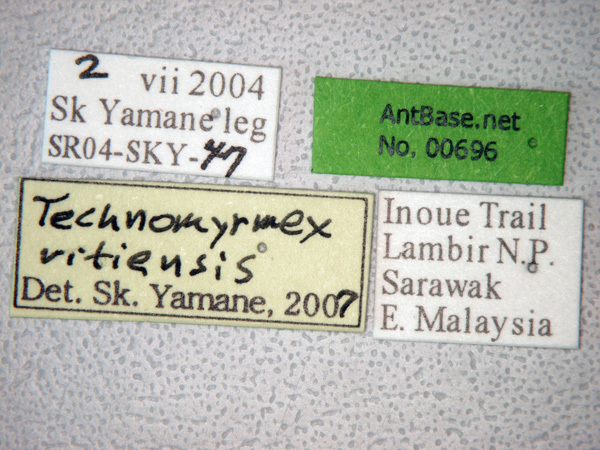 2 vii 2004
Sk Yamane leg
SR04-SKY-47
AntBase.net
No. 00696
Technomyrmex
vitiensis
Det. Sk. Yamane, 2007
Inoue Trail
Lambir N.P.
Sarawak
E. Malaysia